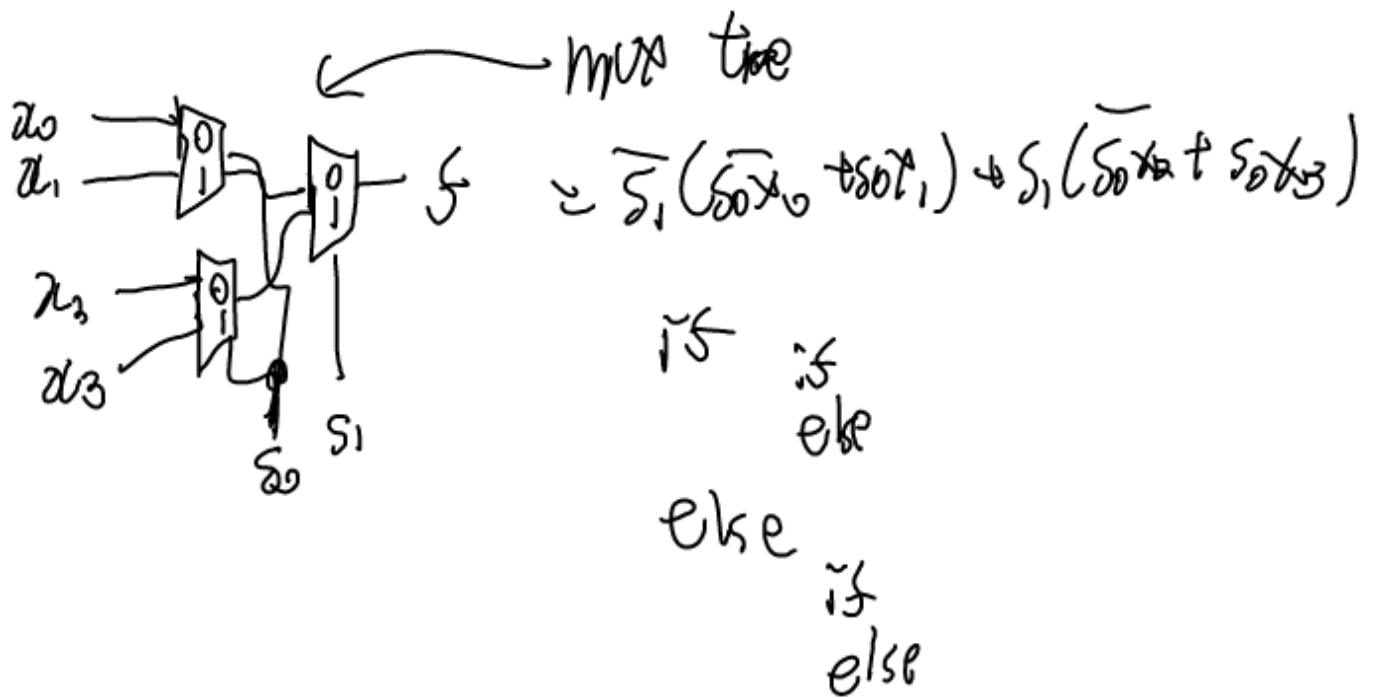 mux tree
x₀
x₁
0
1
0
1
f = s̅₁(s̅₀x₀ + s₀x₁) + s₁(s̅₀x₂ + s₀x₃)
x₃
x₃
0
1
s₀
s₁
if
if
else
else
if
else